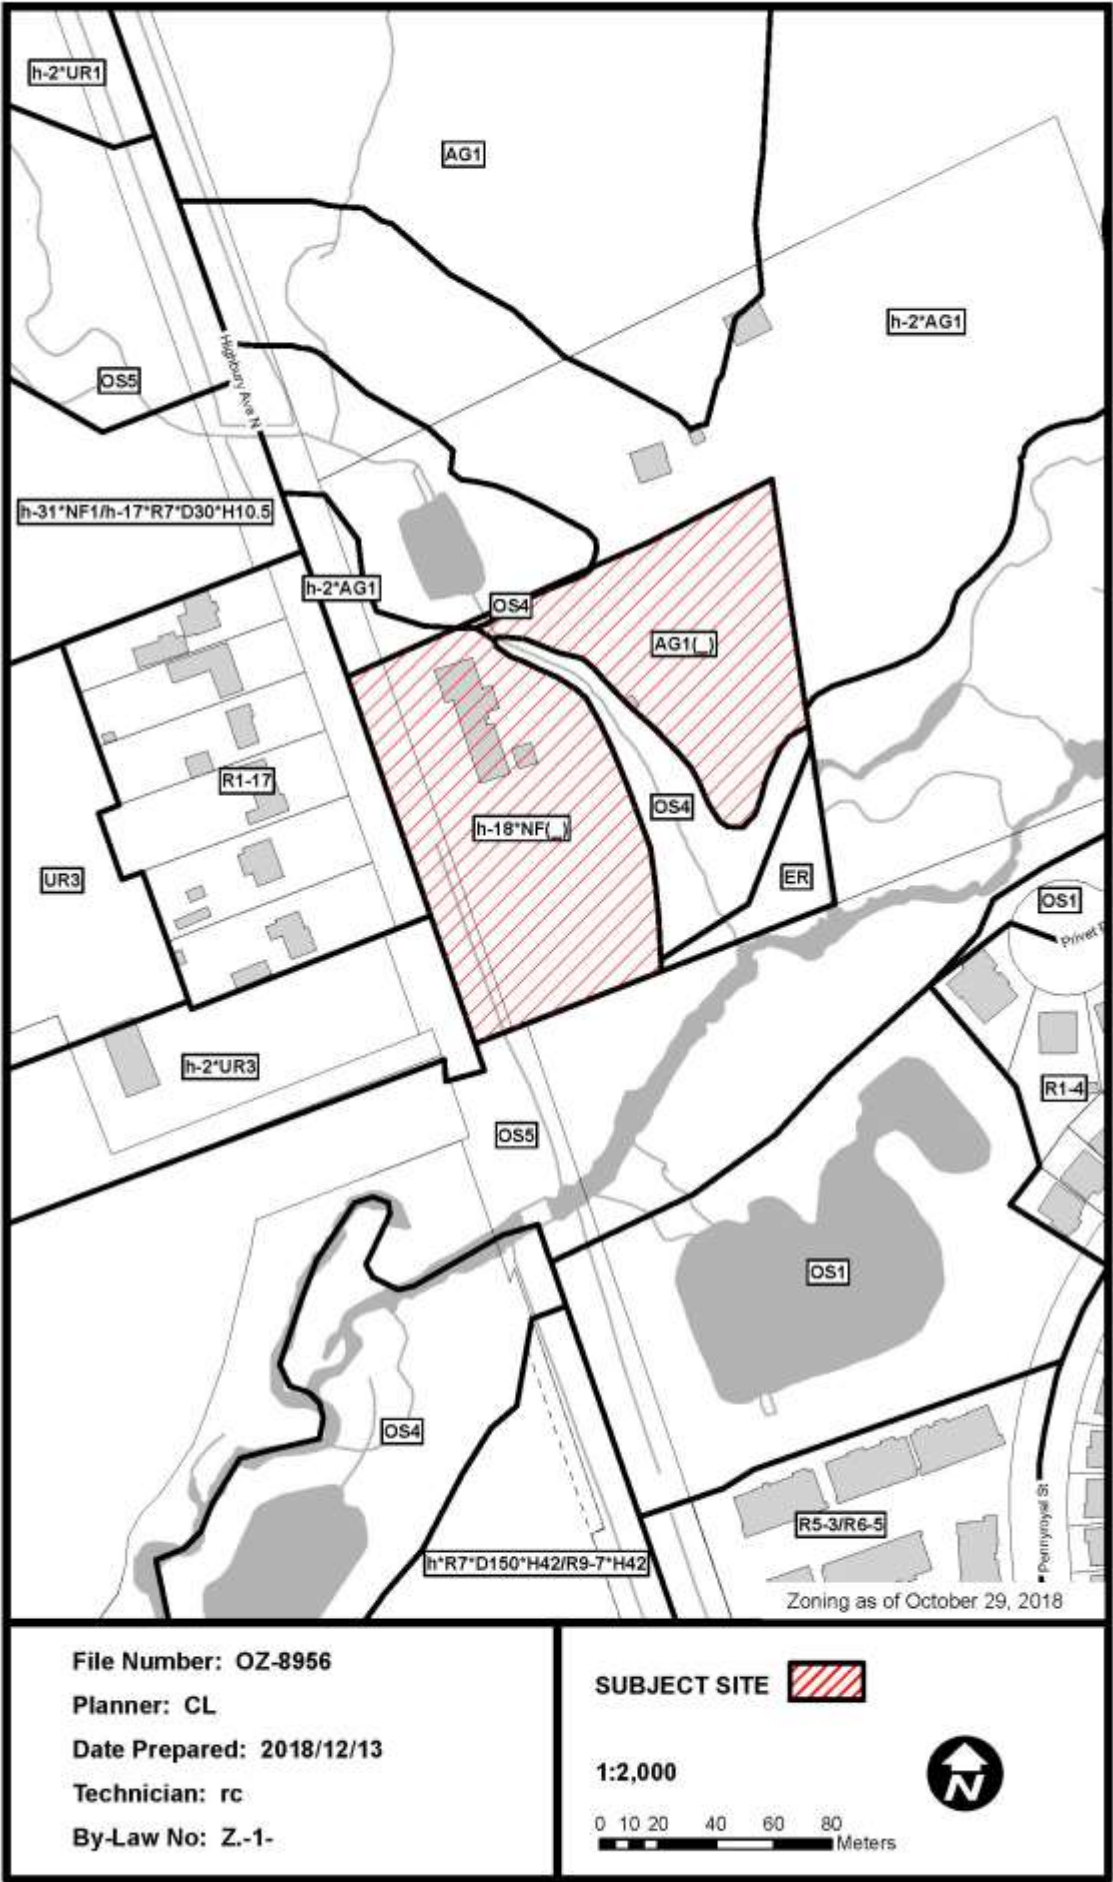 h-2*UR1
AG1
h-2*AG1
Highbury Ave N
OS5
h-31*NF1/h-17*R7*D30*H10.5
h-2*AG1
OS4
AG1(_)
R1-17
OS4
h-18*NF(_)
UR3
ER
OS1
Privet
h-2*UR3
R1-4
OS5
OS1
OS4
Pennyroyal St
R5-3/R6-5
h*R7*D150*H42/R9-7*H42
Zoning as of October 29, 2018
File Number: OZ-8956
Planner: CL
Date Prepared: 2018/12/13
Technician: rc
By-Law No: Z.-1-
SUBJECT SITE
1:2,000
0 10 20 40 60 80
Meters
N